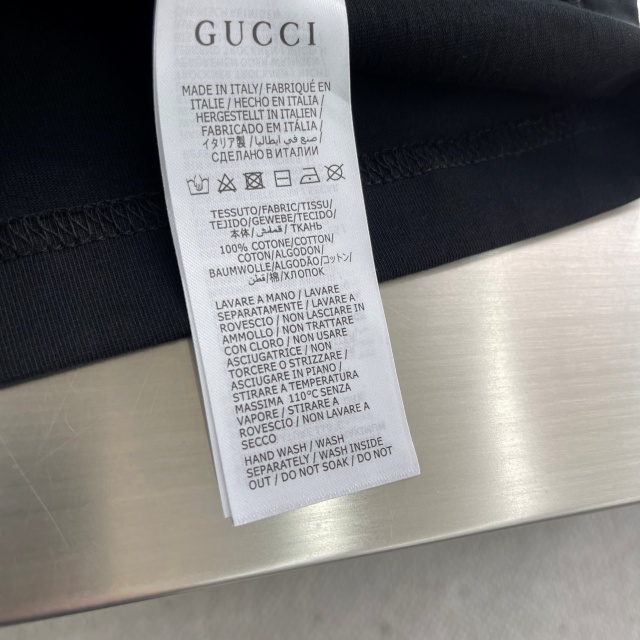 GUCCI
MADE IN ITALY/FABRIQUÉ EN
ITALIE/HECHO EN ITALIA/
HERGESTELLT IN ITALIEN/
FABRICADO EM ITÁLIA/
イタリア製/صنع في ايطاليا/
СДЕЛАНО В ИТАЛИИ
TESSUTO/FABRIC/TISSU/
TEJIDO/GEWEBE/TECIDO/
本体/قمطش/ТКАНЬ
100% COTONE/COTTON/
COTON/ALGODÓN/
BAUMWOLLE/ALGODÃO/コットン/
قطن/棉/ХЛОПОК
LAVARE A MANO / LAVARE
SEPARATAMENTE / LAVARE A
ROVESCIO / NON LASCIARE IN
AMMOLLO / NON TRATTARE
CON CLORO / NON USARE
ASCIUGATRICE / NON
TORCERE O STRIZZARE /
ASCIUGARE IN PIANO /
STIRARE A TEMPERATURA
MASSIMA 110°C SENZA
VAPORE / STIRARE A
ROVESCIO / NON LAVARE A
SECCO
HAND WASH / WASH
SEPARATELY / WASH INSIDE
OUT / DO NOT SOAK / DO NOT